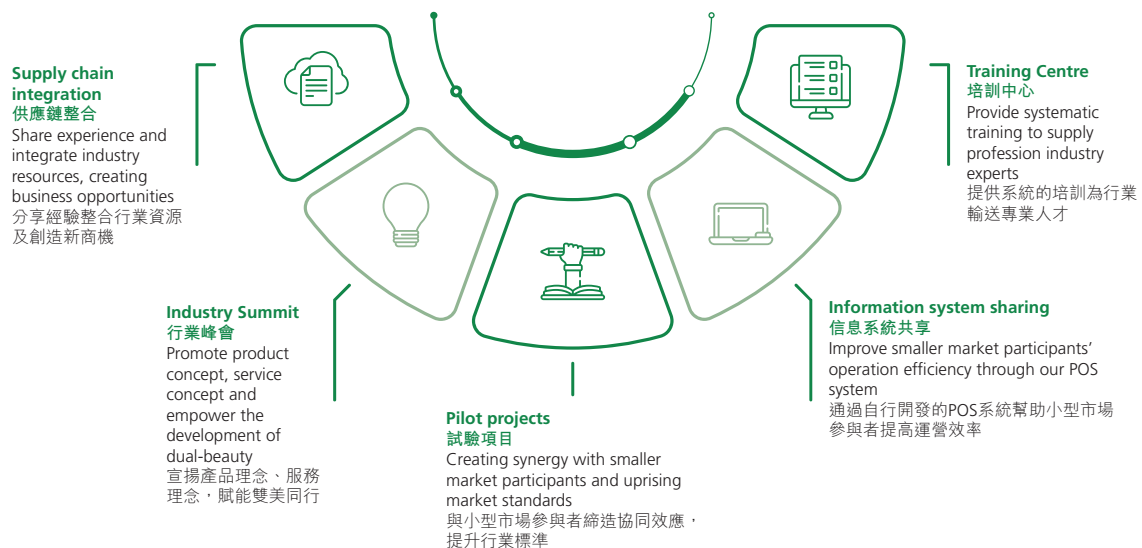 Supply chain
integration
供應鏈整合
Share experience and
integrate industry
resources, creating
business opportunities
分享經驗整合行業資源
及創造新商機
Industry Summit
行業峰會
Promote product
concept, service
concept and
empower the
development of
dual-beauty
宣揚產品理念、服務
理念，賦能雙美同行
Pilot projects
試驗項目
Creating synergy with smaller
market participants and uprising
market standards
與小型市場參與者締造協同效應，
提升行業標準
Information system sharing
信息系統共享
Improve smaller market participants’
operation efficiency through our POS
system
通過自行開發的POS系統幫助小型市場
參與者提高運營效率
Training Centre
培訓中心
Provide systematic
training to supply
profession industry
experts
提供系統的培訓為行業
輸送專業人才